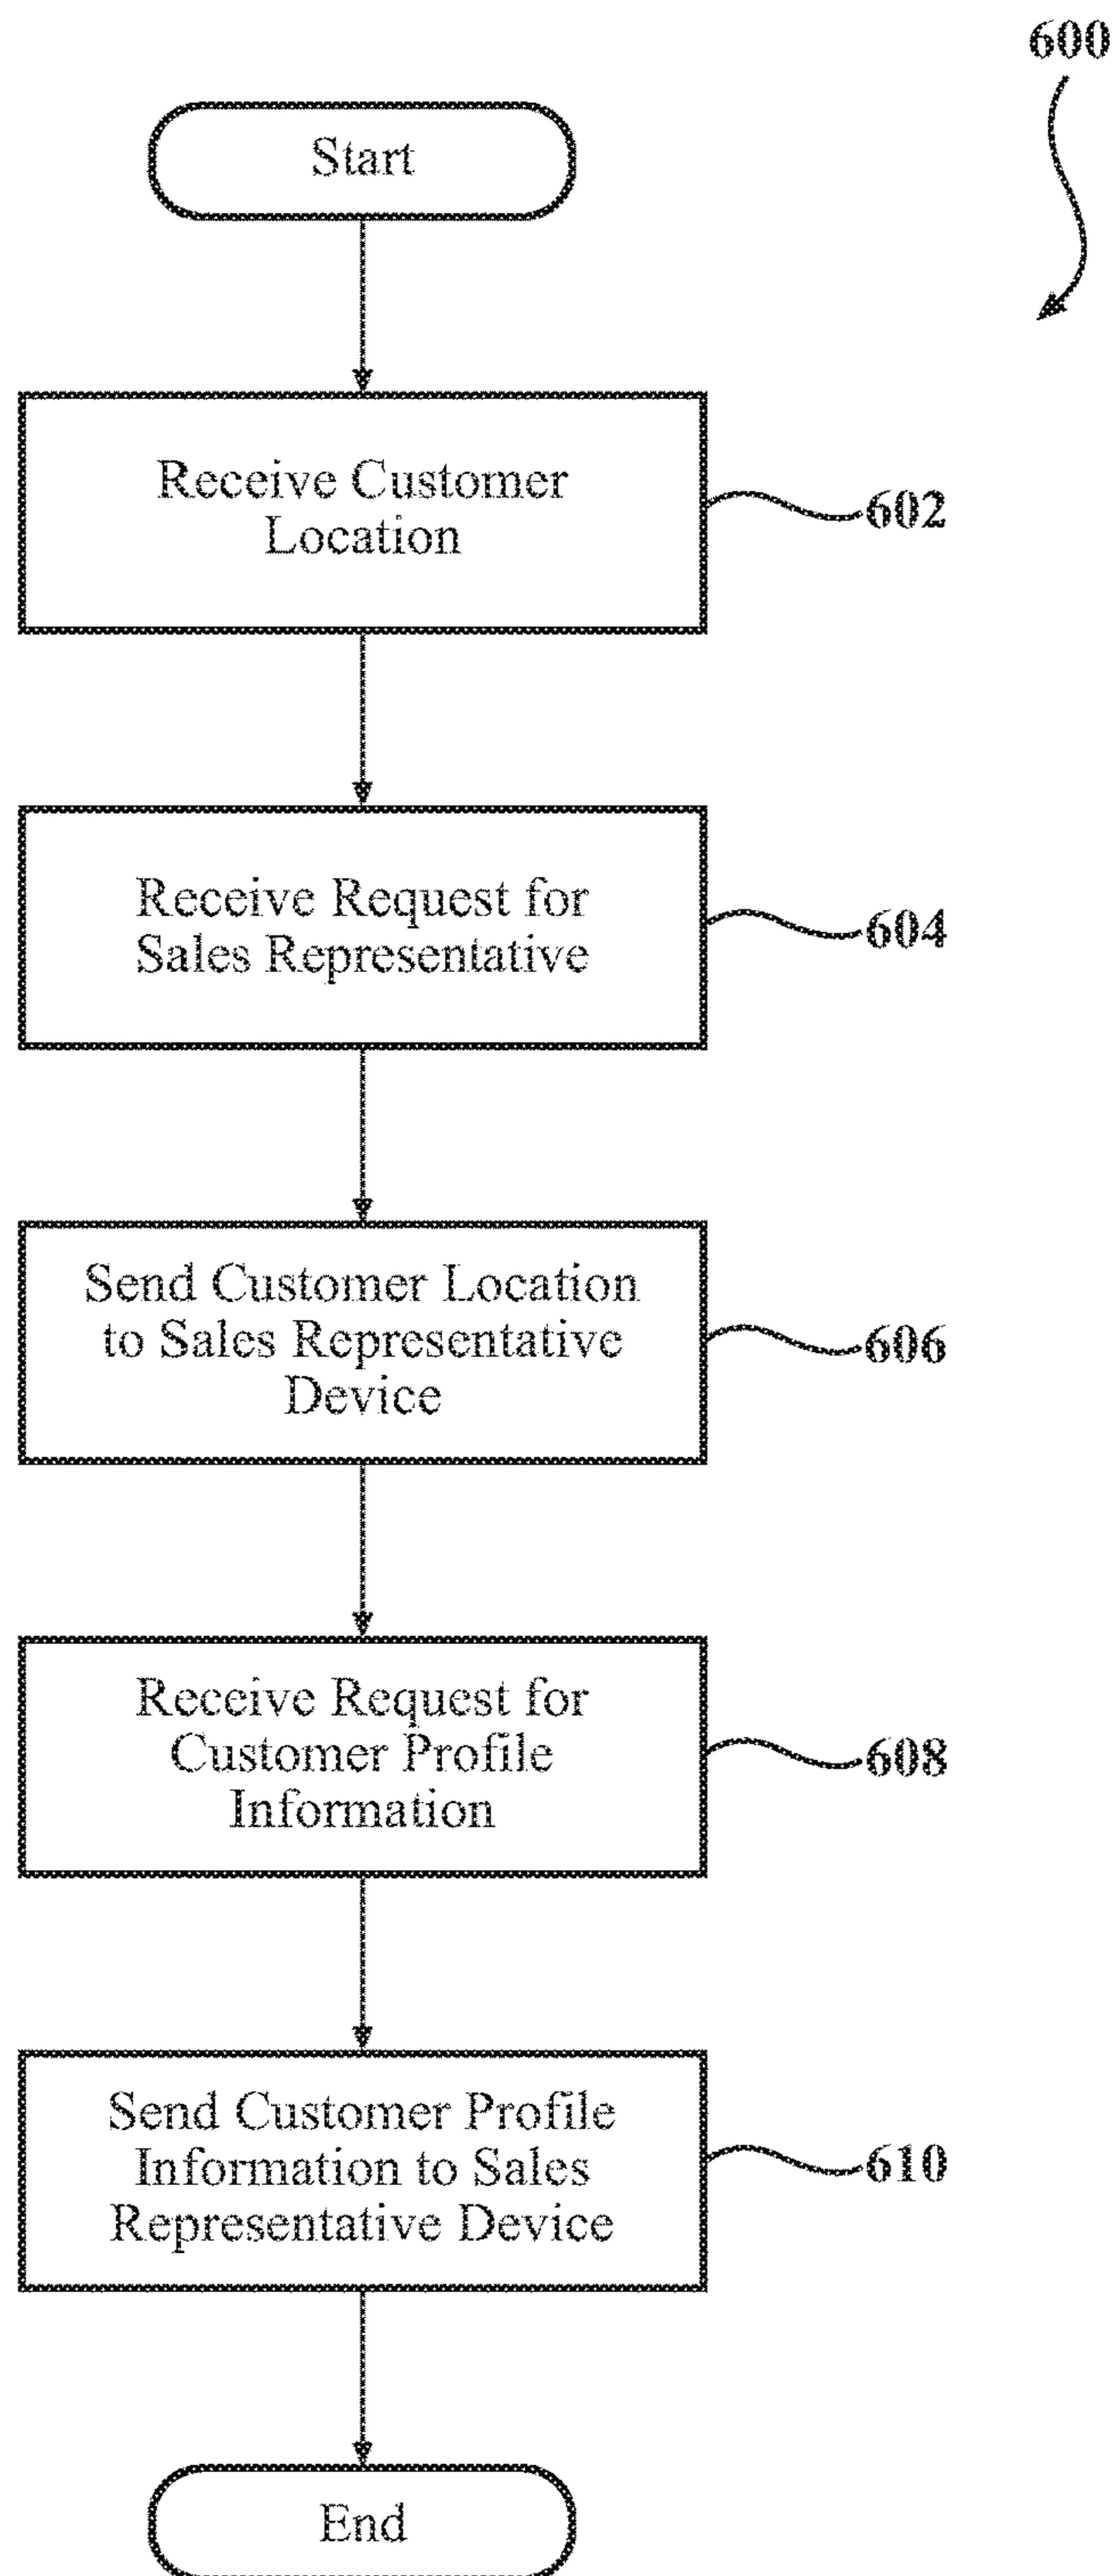 600
Start
Receive Customer
Location
602
Receive Request for
Sales Representative
604
Send Customer Location
to Sales Representative
Device
606
Receive Request for
Customer Profile
Information
608
Send Customer Profile
Information to Sales
Representative Device
610
End